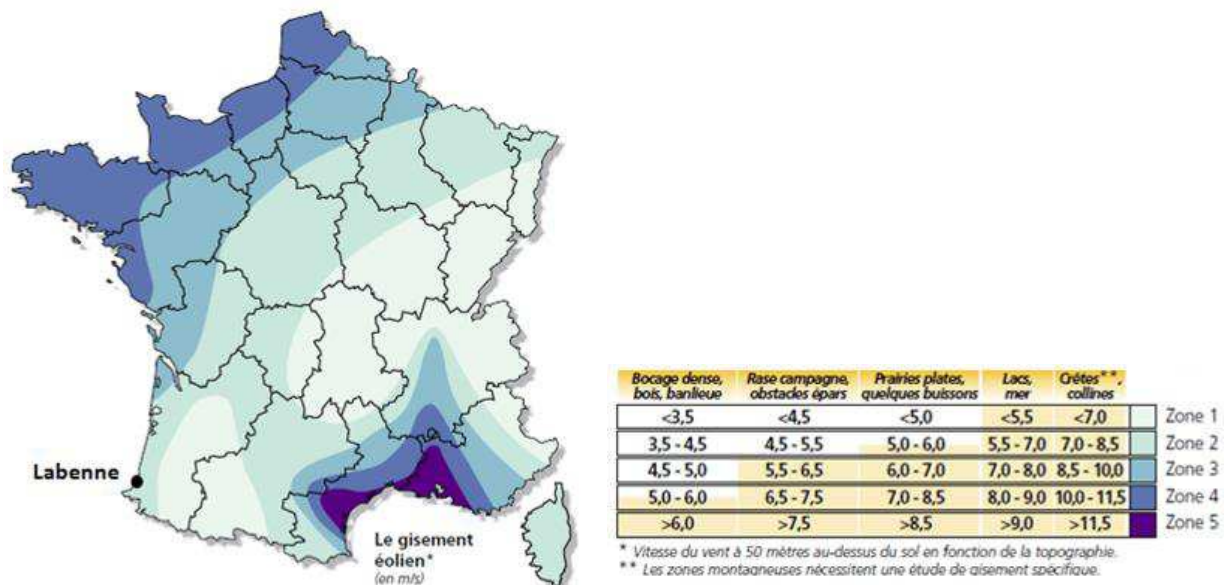 Labenne
Le gisement
éolien*
(en m/s)
Bocage dense, bois, banlieue Rase campagne, obstacles épars Prairies plates, quelques buissons Lacs, mer Crêtes**, collines
<3,5 <4,5 <5,0 <5,5 <7,0 Zone 1
3,5 - 4,5 4,5 - 5,5 5,0 - 6,0 5,5 - 7,0 7,0 - 8,5 Zone 2
4,5 - 5,0 5,5 - 6,5 6,0 - 7,0 7,0 - 8,0 8,5 - 10,0 Zone 3
5,0 - 6,0 6,5 - 7,5 7,0 - 8,5 8,0 - 9,0 10,0 - 11,5 Zone 4
>6,0 >7,5 >8,5 >9,0 >11,5 Zone 5
* Vitesse du vent à 50 mètres au-dessus du sol en fonction de la topographie.
** Les zones montagneuses nécessitent une étude de gisement spécifique.